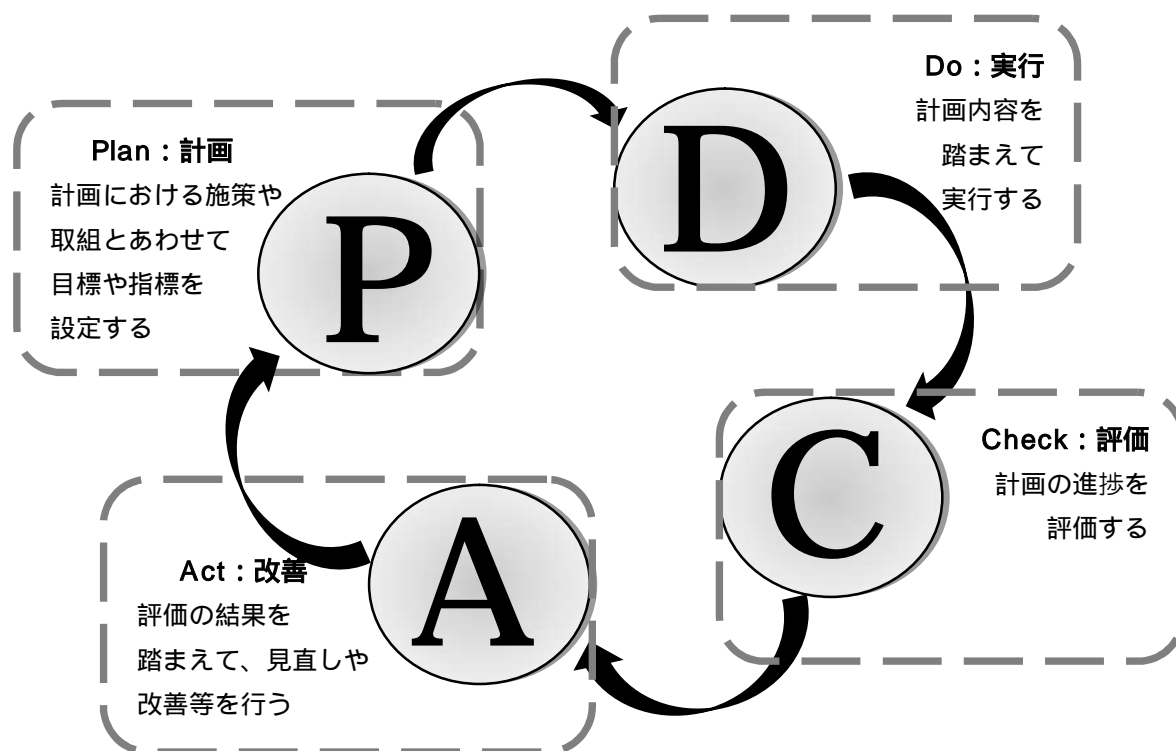 Plan：計画
計画における施策や
取組とあわせて
目標や指標を
設定する
P
Do：実行
計画内容を
踏まえて
実行する
D
Check：評価
計画の進捗を
評価する
C
Act：改善
評価の結果を
踏まえて、見直しや
改善等を行う
A